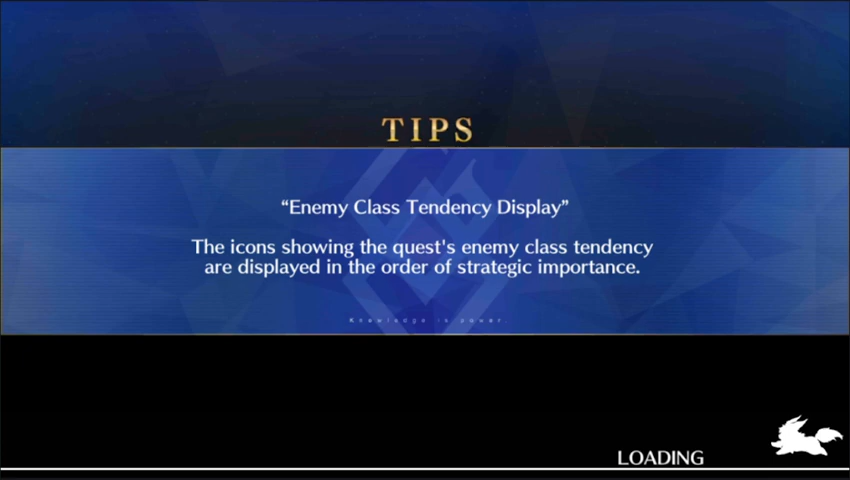 TIPS
“Enemy Class Tendency Display”
The icons showing the quest's enemy class tendency
are displayed in the order of strategic importance.
Knowledge is power.
LOADING